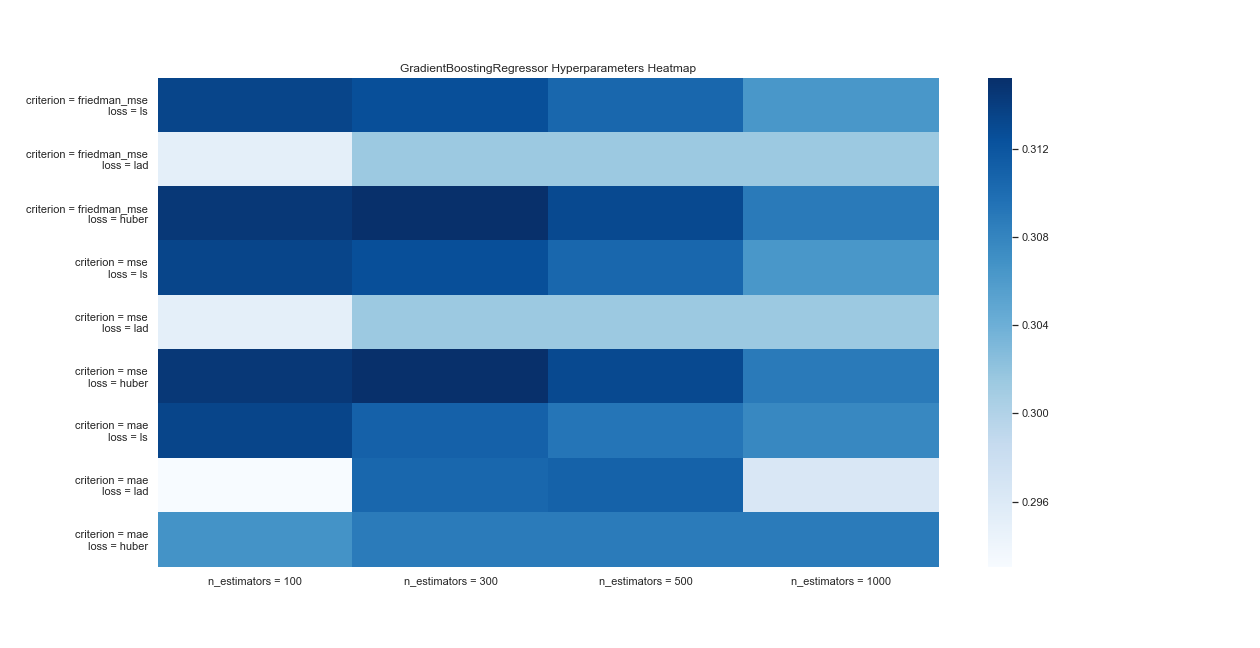 GradientBoostingRegressor Hyperparameters Heatmap
criterion = friedman_mse
loss = ls
criterion = friedman_mse
loss = lad
criterion = friedman_mse
loss = huber
criterion = mse
loss = ls
criterion = mse
loss = lad
criterion = mse
loss = huber
criterion = mae
loss = ls
criterion = mae
loss = lad
criterion = mae
loss = huber
n_estimators = 100
n_estimators = 300
n_estimators = 500
n_estimators = 1000
0.312
0.308
0.304
0.300
0.296